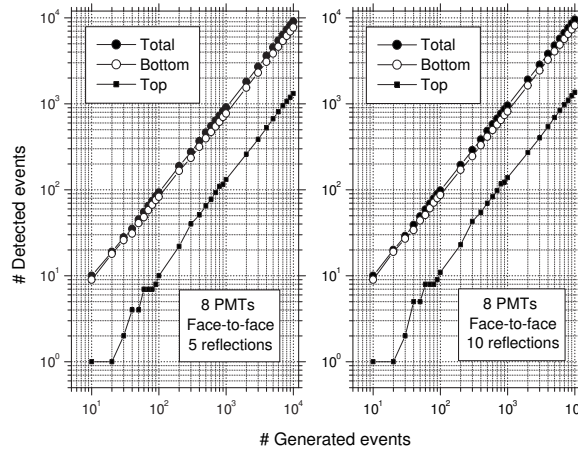 10⁴
10³
10²
10¹
10⁰
# Detected events
Total
Bottom
Top
8 PMTs
Face-to-face
5 reflections
10¹ 10² 10³ 10⁴
10⁴
10³
10²
10¹
10⁰
Total
Bottom
Top
8 PMTs
Face-to-face
10 reflections
10¹ 10² 10³ 10⁴
# Generated events